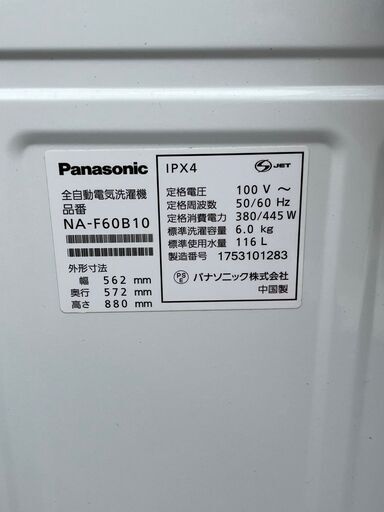 Panasonic
全自動電気洗濯機
品番
NA-F60B10
外形寸法
幅 562 mm
奥行 572 mm
高さ 880 mm
IPX4
S JET
定格電圧 100 V ～
定格周波数 50/60 Hz
定格消費電力 380/445 W
標準洗濯容量 6.0 kg
標準使用水量 116 L
製造番号 1753101283
PS E パナソニック株式会社
中国製